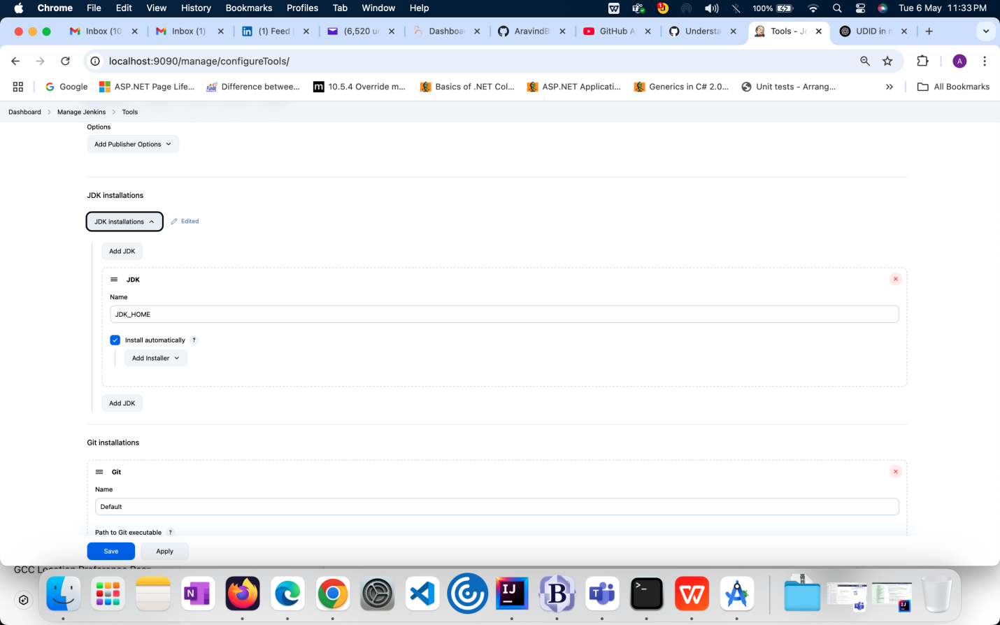 Chrome File Edit View History Bookmarks Profiles Tab Window Help 100% Tue 6 May 11:33 PM
Inbox (10 Inbox (1) (1) Feed (6,520 u Dashboa AravindB GitHub A Understa Tools - Je UDID in
localhost:9090/manage/configureTools/ A
Google ASP.NET Page Life... Difference betwee... 10.5.4 Override m... Basics of .NET Col... ASP.NET Applicati... Generics in C# 2.0... Unit tests - Arrang... All Bookmarks
Dashboard Manage Jenkins Tools
Options
Add Publisher Options
JDK installations
JDK installations Edited
Add JDK
JDK
Name
JDK_HOME
Install automatically ?
Add Installer
Add JDK
Git installations
Git
Name
Default
Path to Git executable ?
Save Apply